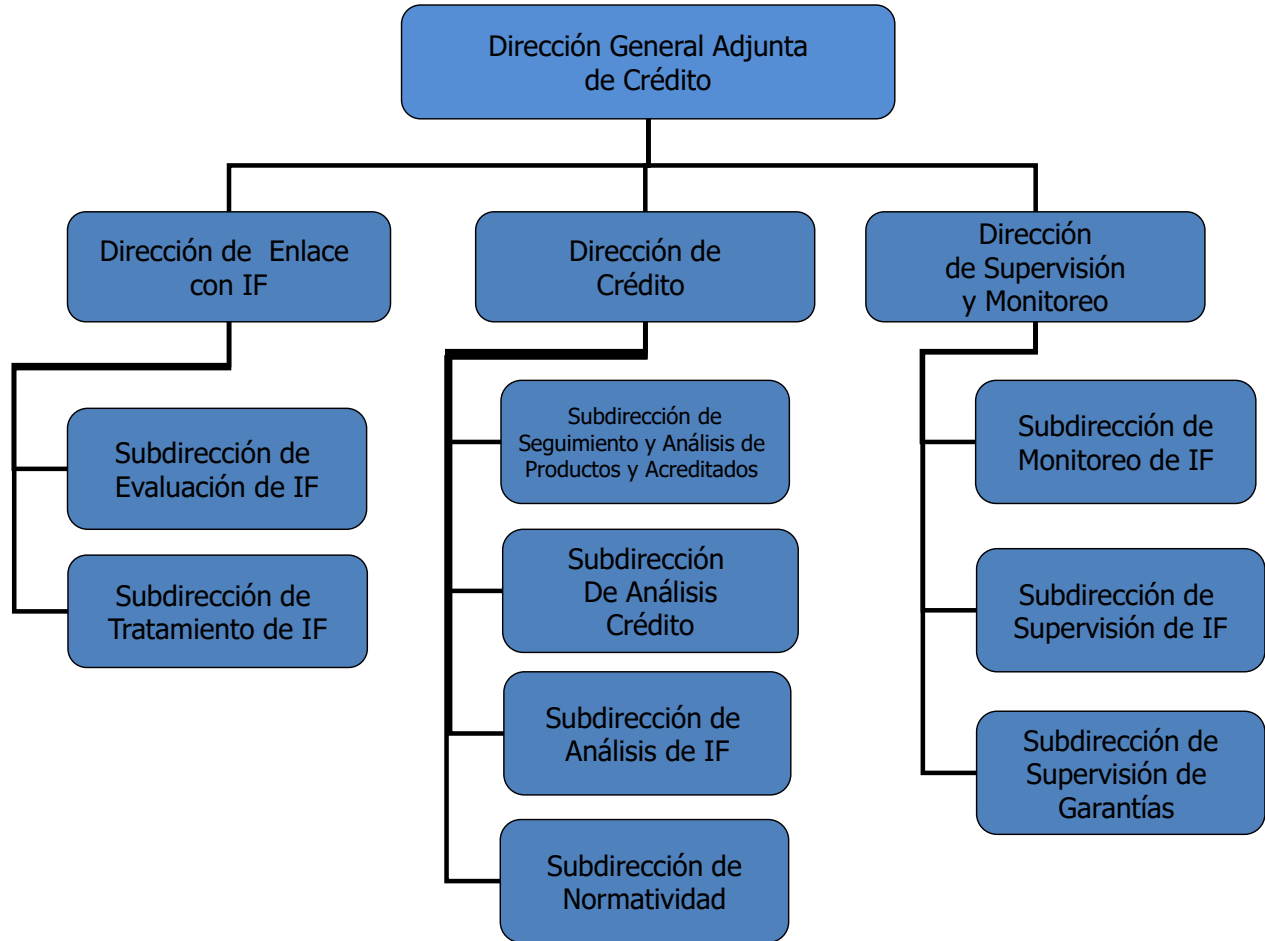 Dirección General Adjunta
de Crédito
Dirección de Enlace
con IF
Dirección de
Crédito
Dirección
de Supervisión
y Monitoreo
Subdirección de
Evaluación de IF
Subdirección de
Tratamiento de IF
Subdirección de
Seguimiento y Análisis de
Productos y Acreditados
Subdirección
De Análisis
Crédito
Subdirección de
Análisis de IF
Subdirección de
Normatividad
Subdirección de
Monitoreo de IF
Subdirección de
Supervisión de IF
Subdirección de
Supervisión de
Garantías